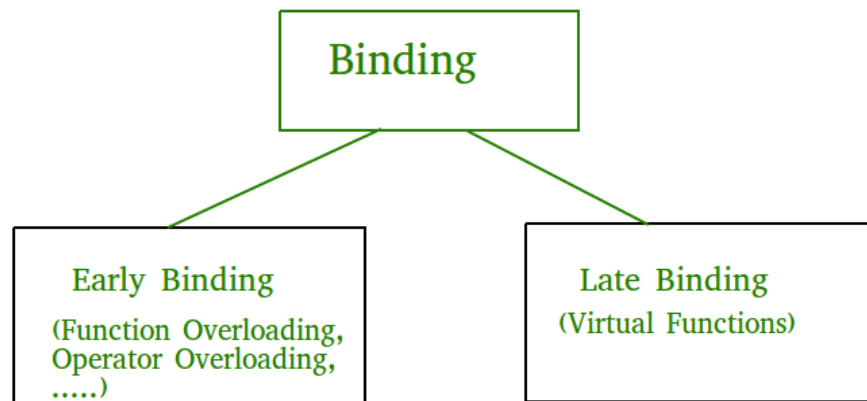 Binding
Early Binding
(Function Overloading,
Operator Overloading,
.....)
Late Binding
(Virtual Functions)